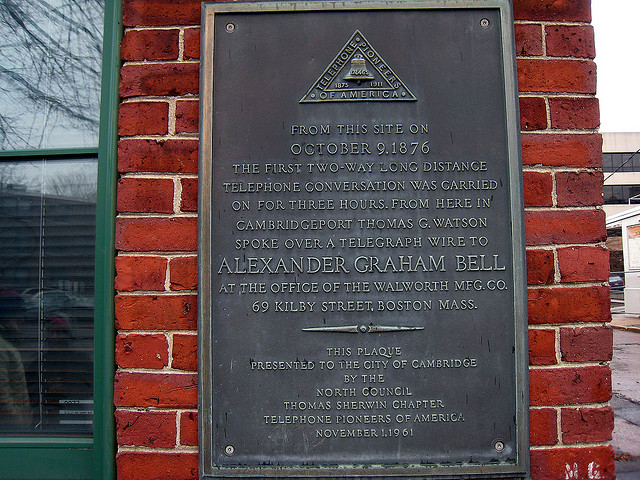 TELEPHONE PIONEERS
BELL
1875 1911
OF AMERICA
FROM THIS SITE ON
OCTOBER 9, 1876
THE FIRST TWO-WAY LONG DISTANCE
TELEPHONE CONVERSATION WAS CARRIED
ON FOR THREE HOURS. FROM HERE IN
CAMBRIDGEPORT THOMAS G. WATSON
SPOKE OVER A TELEGRAPH WIRE TO
ALEXANDER GRAHAM BELL
AT THE OFFICE OF THE WALWORTH MFG. CO.
69 KILBY STREET, BOSTON MASS.
THIS PLAQUE
PRESENTED TO THE CITY OF CAMBRIDGE
BY THE
NORTH COUNCIL
THOMAS SHERWIN CHAPTER
TELEPHONE PIONEERS OF AMERICA
NOVEMBER 1, 1961